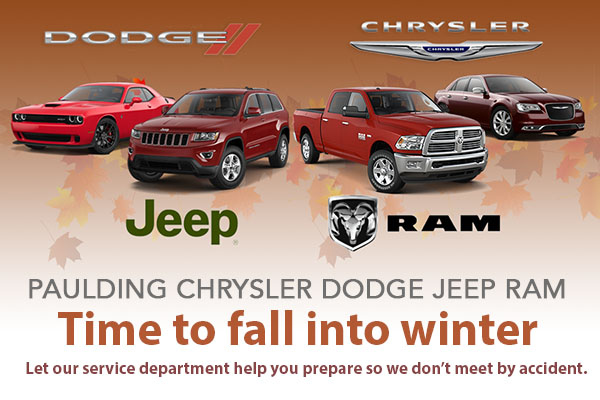 DODGE
CHRYSLER
CHRYSLER
Jeep
RAM
PAULDING CHRYSLER DODGE JEEP RAM
Time to fall into winter
Let our service department help you prepare so we don't meet by accident.